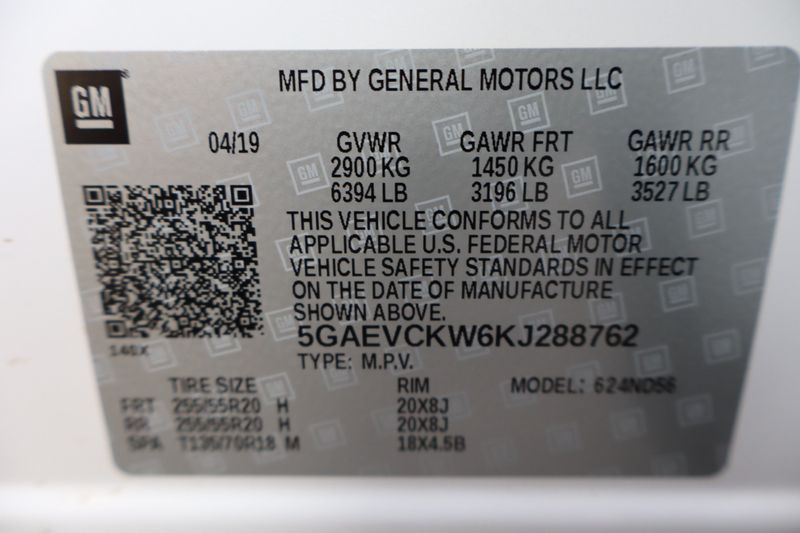 GM
MFD BY GENERAL MOTORS LLC
04/19 GVWR GAWR FRT GAWR RR
2900 KG 1450 KG 1600 KG
6394 LB 3196 LB 3527 LB
THIS VEHICLE CONFORMS TO ALL
APPLICABLE U.S. FEDERAL MOTOR
VEHICLE SAFETY STANDARDS IN EFFECT
ON THE DATE OF MANUFACTURE
SHOWN ABOVE.
5GAEVCKW6KJ288762
TYPE: M.P.V.
TIRE SIZE RIM MODEL:
FRT 255/55R20 H 20X8J
RR 255/55R20 H 20X8J
SPA T135/70R18 M 18X4.5B